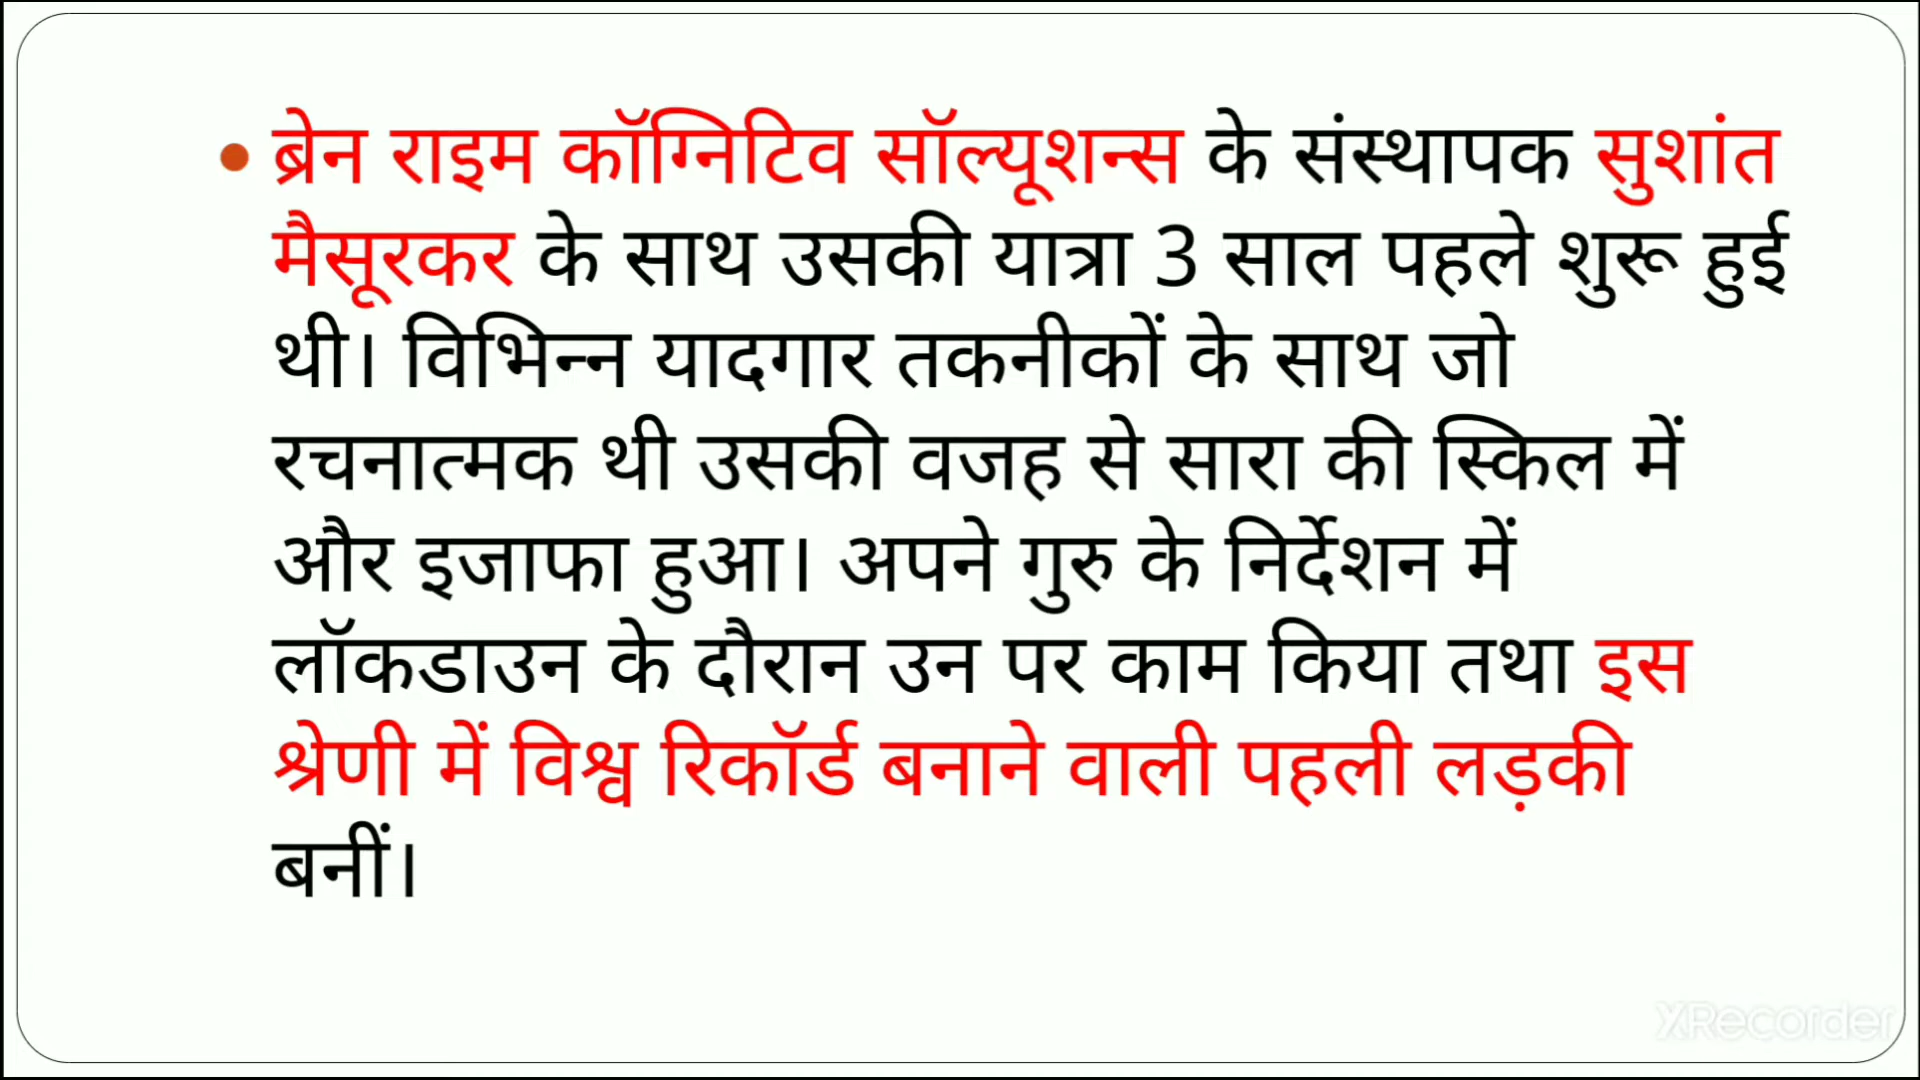 • ब्रेन राइम कॉग्निटिव सॉल्यूशन्स के संस्थापक सुशांत
मैसूरकर के साथ उसकी यात्रा 3 साल पहले शुरू हुई
थी। विभिन्न यादगार तकनीकों के साथ जो
रचनात्मक थी उसकी वजह से सारा की स्किल में
और इजाफा हुआ। अपने गुरु के निर्देशन में
लॉकडाउन के दौरान उन पर काम किया तथा इस
श्रेणी में विश्व रिकॉर्ड बनाने वाली पहली लड़की
बनीं।
XRecorder